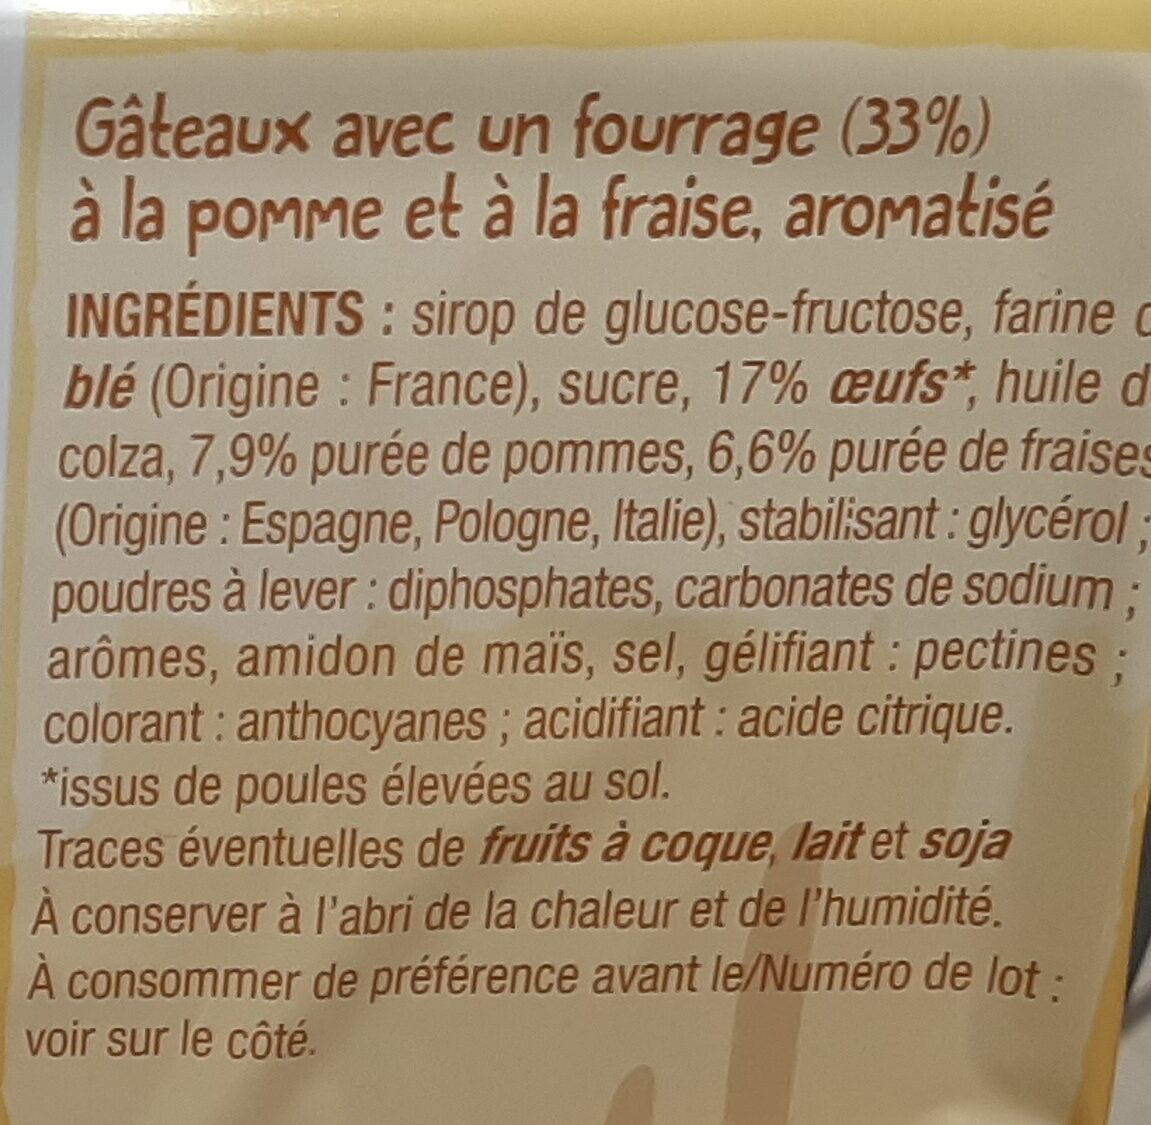 Gâteaux avec un fourrage (33%)
à la pomme et à la fraise, aromatisé
INGRÉDIENTS : sirop de glucose-fructose, farine
blé (Origine : France), sucre, 17% œufs*, huile d
colza, 7,9% purée de pommes, 6,6% purée de fraises
(Origine : Espagne, Pologne, Italie), stabilisant : glycérol ;
poudres à lever : diphosphates, carbonates de sodium ;
arômes, amidon de maïs, sel, gélifiant : pectines ;
colorant : anthocyanes ; acidifiant : acide citrique.
*issus de poules élevées au sol.
Traces éventuelles de fruits à coque, lait et soja
À conserver à l'abri de la chaleur et de l'humidité.
À consommer de préférence avant le/Numéro de lot :
voir sur le côté.